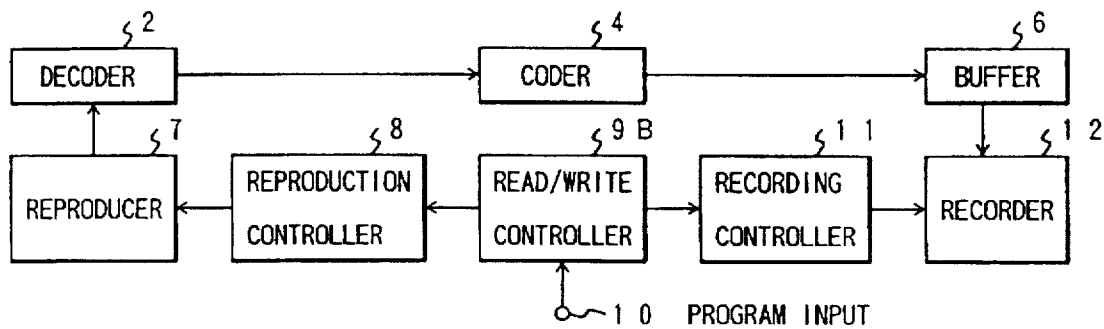 2
4
6
DECODER
CODER
BUFFER
7
8
9 B
1 1
1 2
REPRODUCER
REPRODUCTION
CONTROLLER
READ/WRITE
CONTROLLER
RECORDING
CONTROLLER
RECORDER
1 0 PROGRAM INPUT